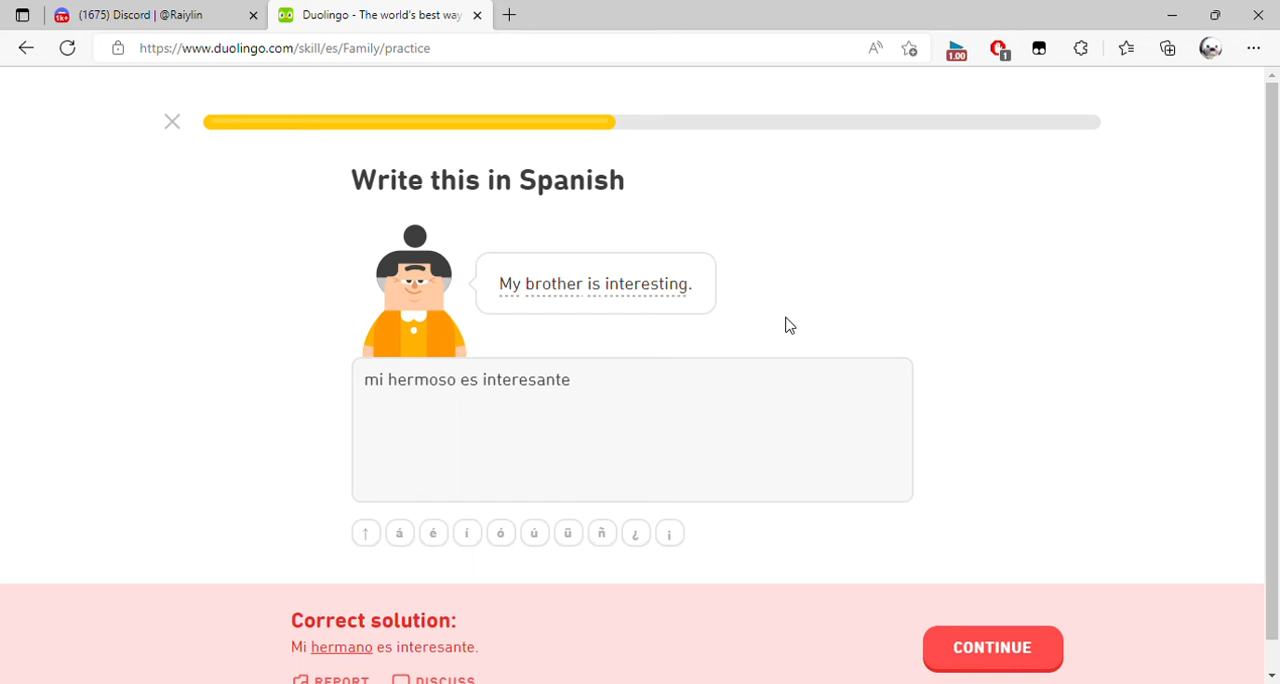 (1675) Discord | @Raiylin
Duolingo - The world's best way
https://www.duolingo.com/skill/es/Family/practice
1.00
1
Write this in Spanish
My brother is interesting.
mi hermoso es interesante
↑ á é í ó ú ü ñ ¿ ¡
Correct solution:
Mi hermano es interesante.
CONTINUE
REPORT DISCUSS